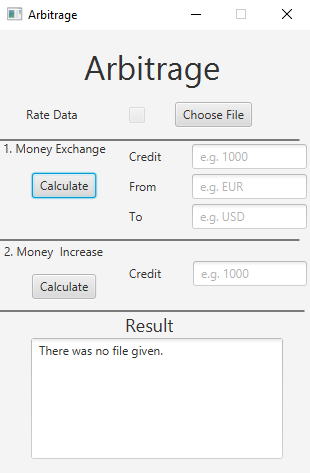 Arbitrage
Arbitrage
Rate Data
Choose File
1. Money Exchange
Credit
e.g. 1000
Calculate
From
e.g. EUR
To
e.g. USD
2. Money Increase
Credit
e.g. 1000
Calculate
Result
There was no file given.